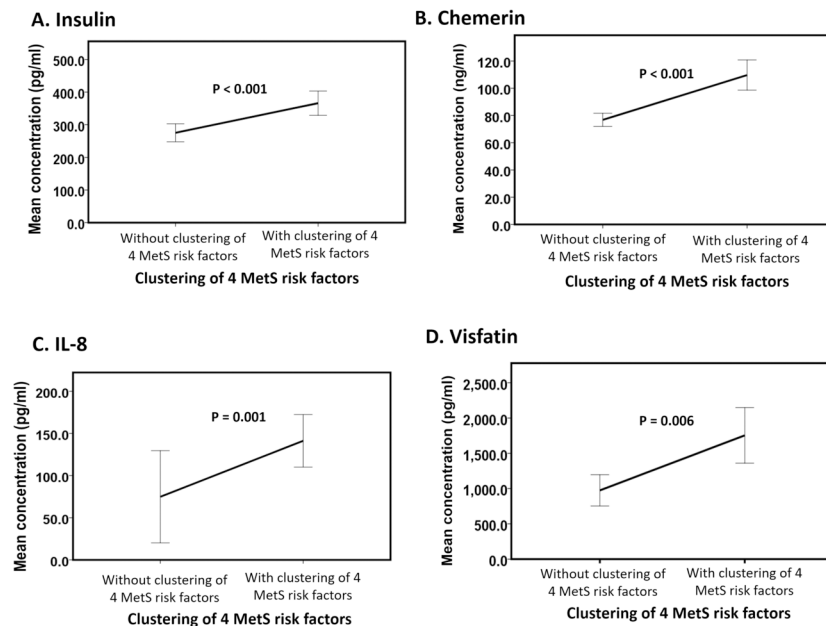 A. Insulin
Mean concentration (pg/ml)
500.0
400.0
300.0
200.0
100.0
0.0
P < 0.001
Without clustering of
4 MetS risk factors
With clustering of 4
MetS risk factors
Clustering of 4 MetS risk factors
B. Chemerin
Mean concentration (ng/ml)
120.0
100.0
80.0
60.0
40.0
20.0
0.0
P < 0.001
Without clustering of
4 MetS risk factors
With clustering of 4
MetS risk factors
Clustering of 4 MetS risk factors
C. IL-8
Mean concentration (pg/ml)
200.0
150.0
100.0
50.0
0.0
P = 0.001
Without clustering of
4 MetS risk factors
With clustering of 4
MetS risk factors
Clustering of 4 MetS risk factors
D. Visfatin
Mean concentration (pg/ml)
2,500.0
2,000.0
1,500.0
1,000.0
500.0
0.0
P = 0.006
Without clustering of
4 MetS risk factors
With clustering of 4
MetS risk factors
Clustering of 4 MetS risk factors